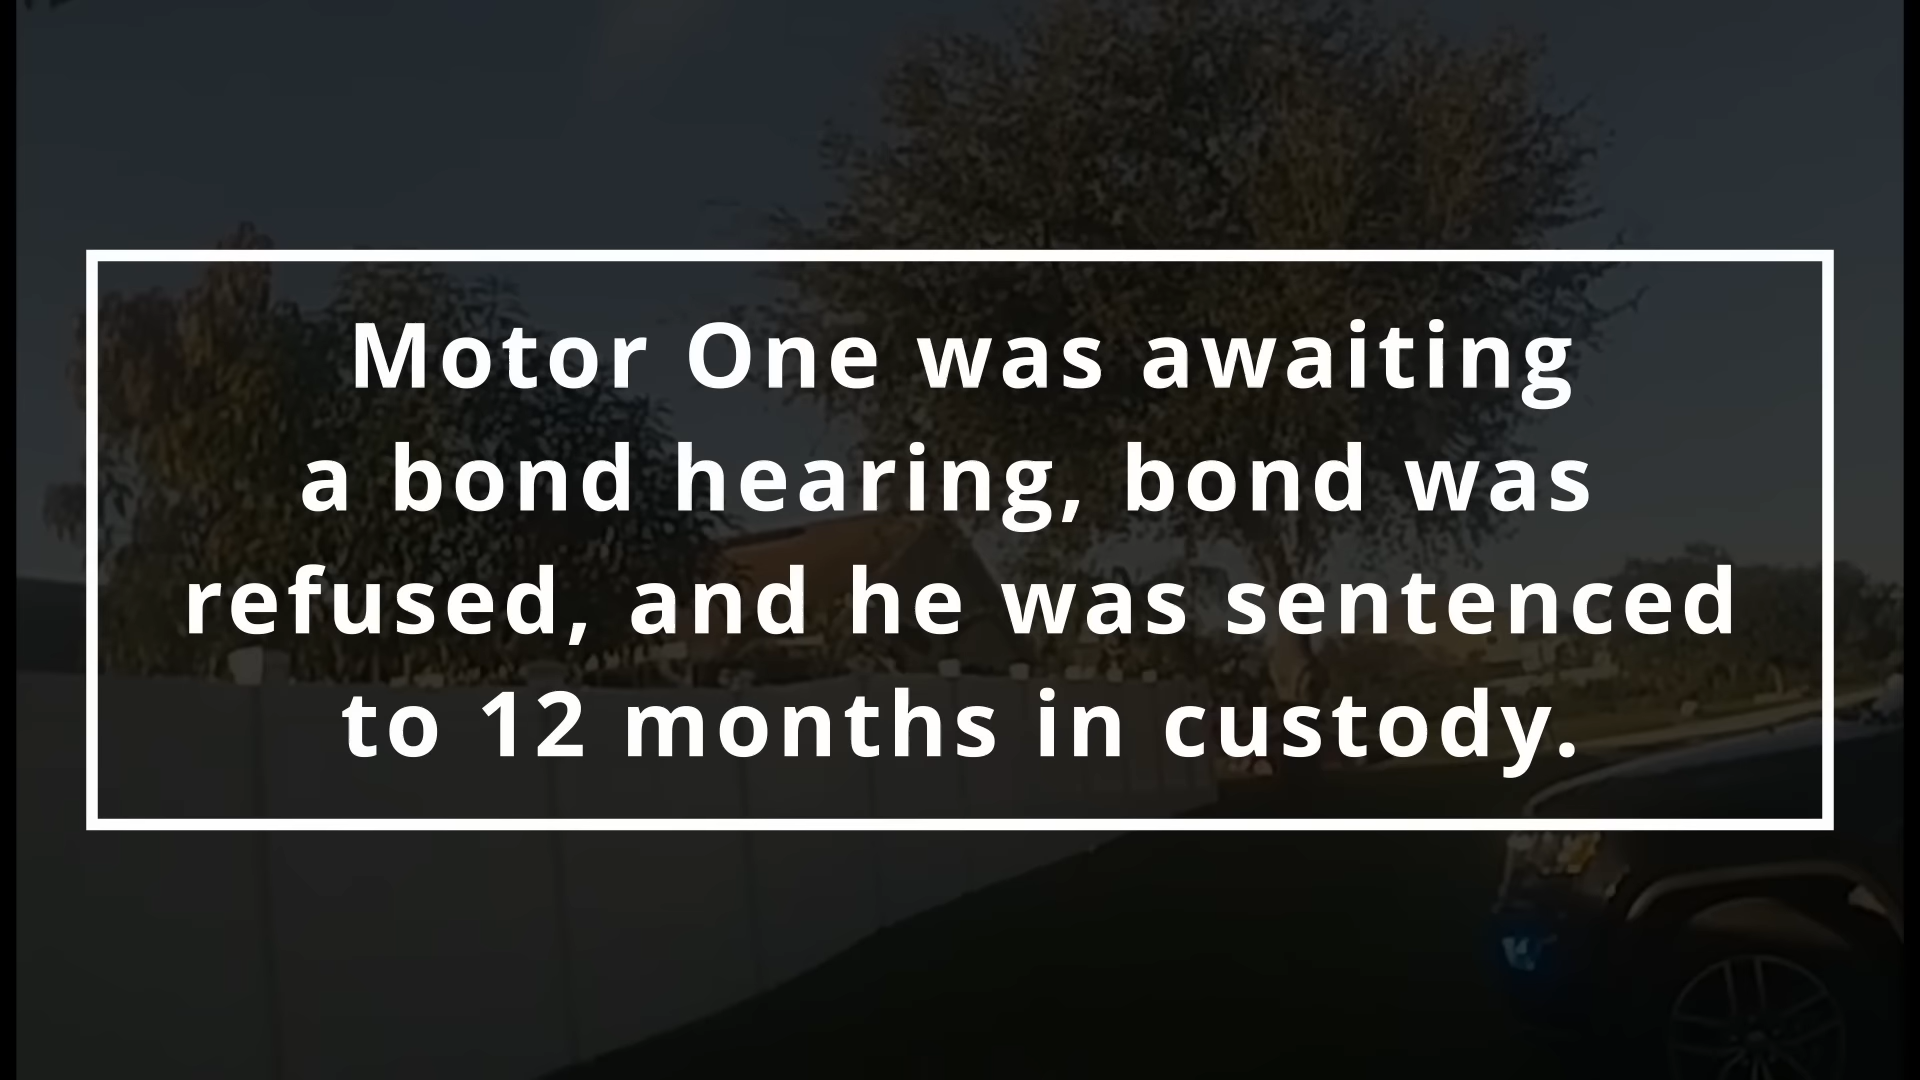 Motor One was awaiting
a bond hearing, bond was
refused, and he was sentenced
to 12 months in custody.